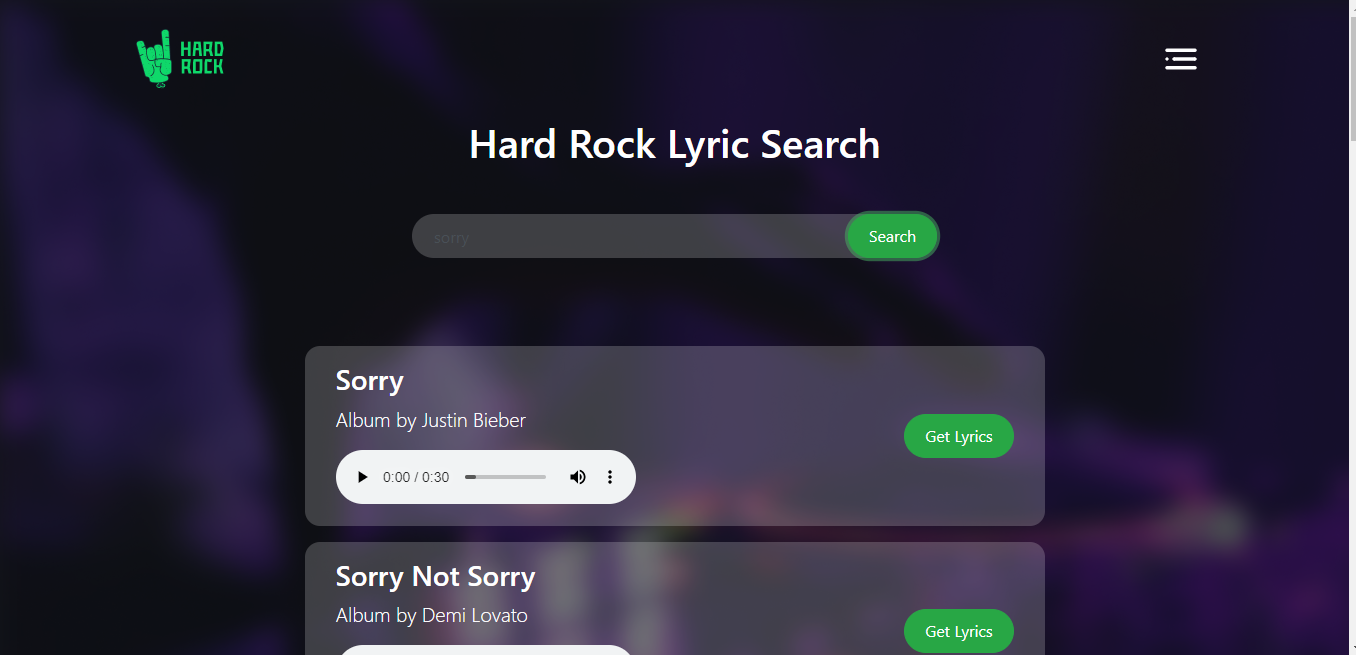 HARD
ROCK
Hard Rock Lyric Search
sorry
Search
Sorry
Album by Justin Bieber
Get Lyrics
0:00 / 0:30
Sorry Not Sorry
Album by Demi Lovato
Get Lyrics